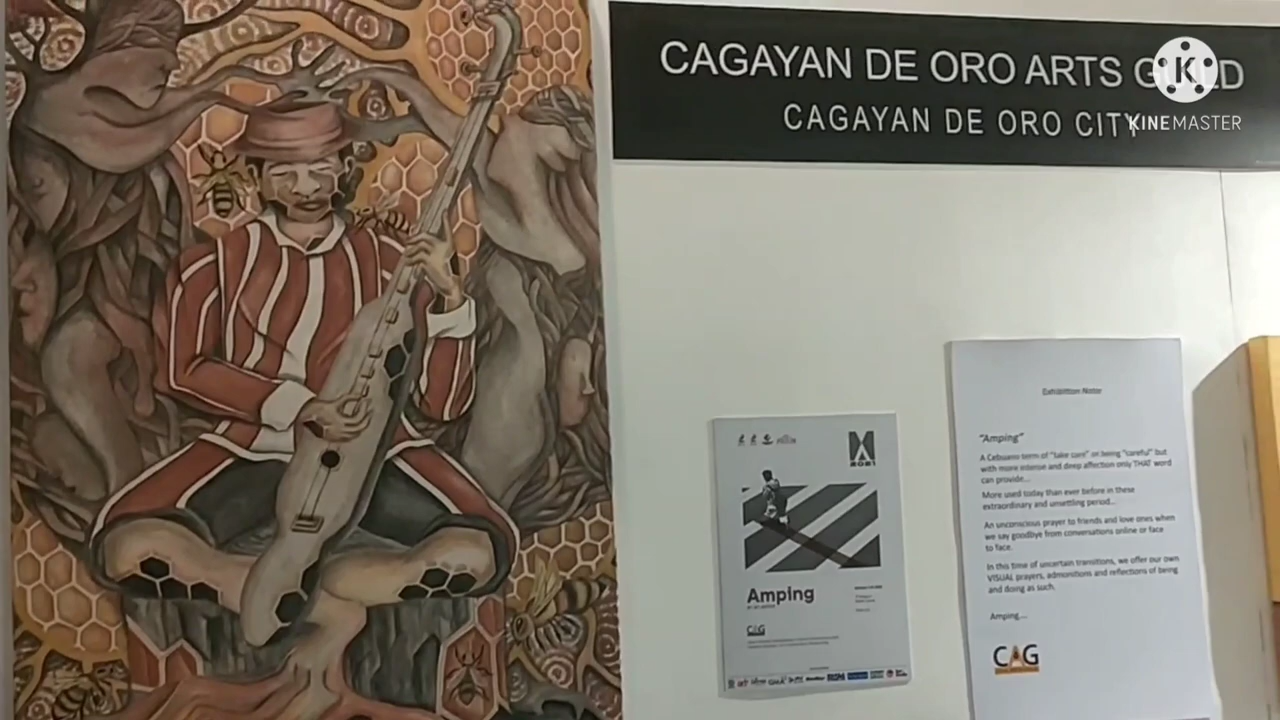 CAGAYAN DE ORO ARTS GUILD
CAGAYAN DE ORO CITY
K
KINEMASTER
Exhibition Notes
"Amping"
A Cebuano term of "take care" or being "careful" but
with more intense and deep affection only THAT word
can provide...
More used today than ever before in these
extraordinary and unsettling period...
An unconscious prayer to friends and love ones when
we say goodbye from conversations online or face
to face.
In this time of uncertain transitions, we offer our own
VISUAL prayers, admonitions and reflections of being
and doing as such.
Amping...
CAG
Amping
CAG